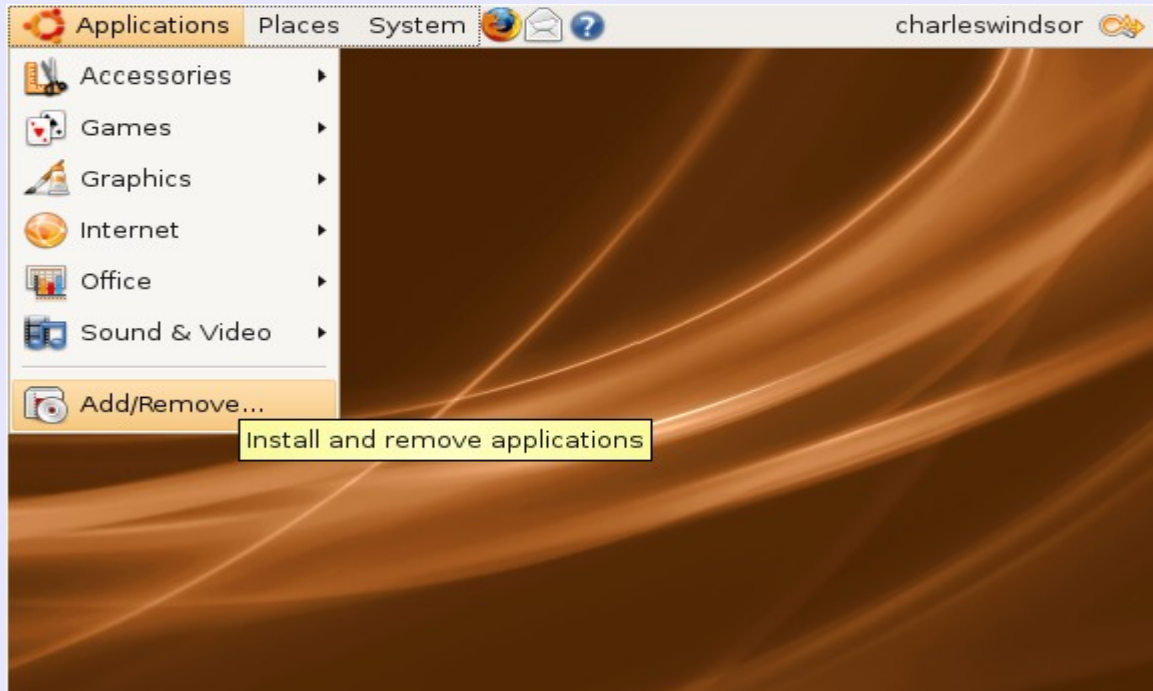 Applications Places System charleswindsor
Accessories
Games
Graphics
Internet
Office
Sound & Video
Add/Remove...
Install and remove applications